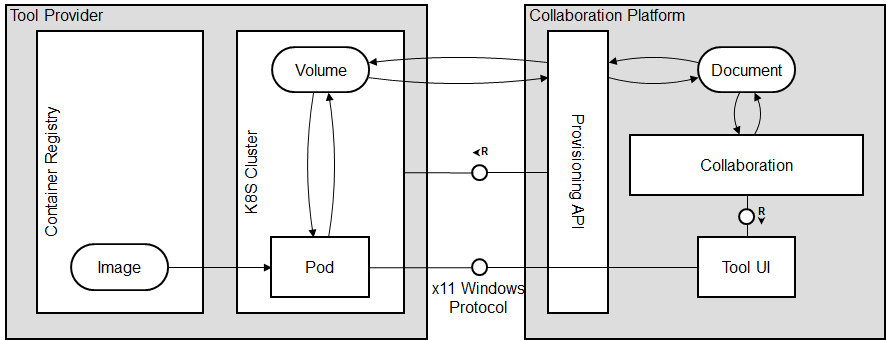 Tool Provider
Collaboration Platform
Container Registry
K8S Cluster
Volume
Document
Provisioning API
R
Collaboration
R
Image
Pod
Tool UI
x11 Windows
Protocol